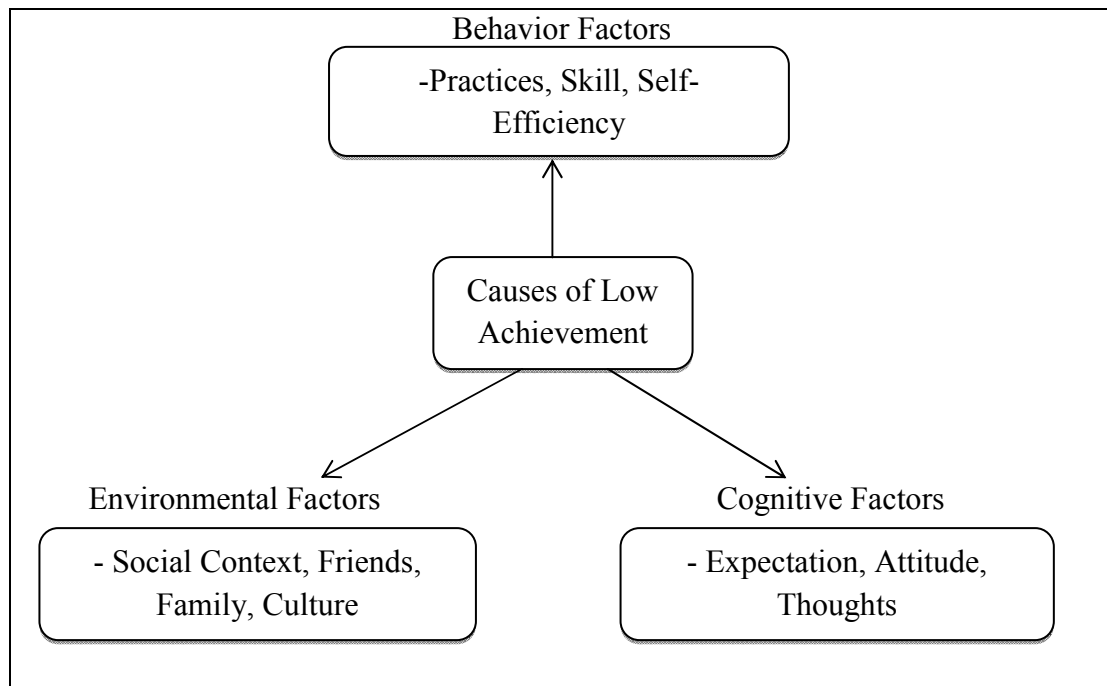 Behavior Factors
-Practices, Skill, Self-
Efficiency
Causes of Low
Achievement
Environmental Factors
- Social Context, Friends,
Family, Culture
Cognitive Factors
- Expectation, Attitude,
Thoughts